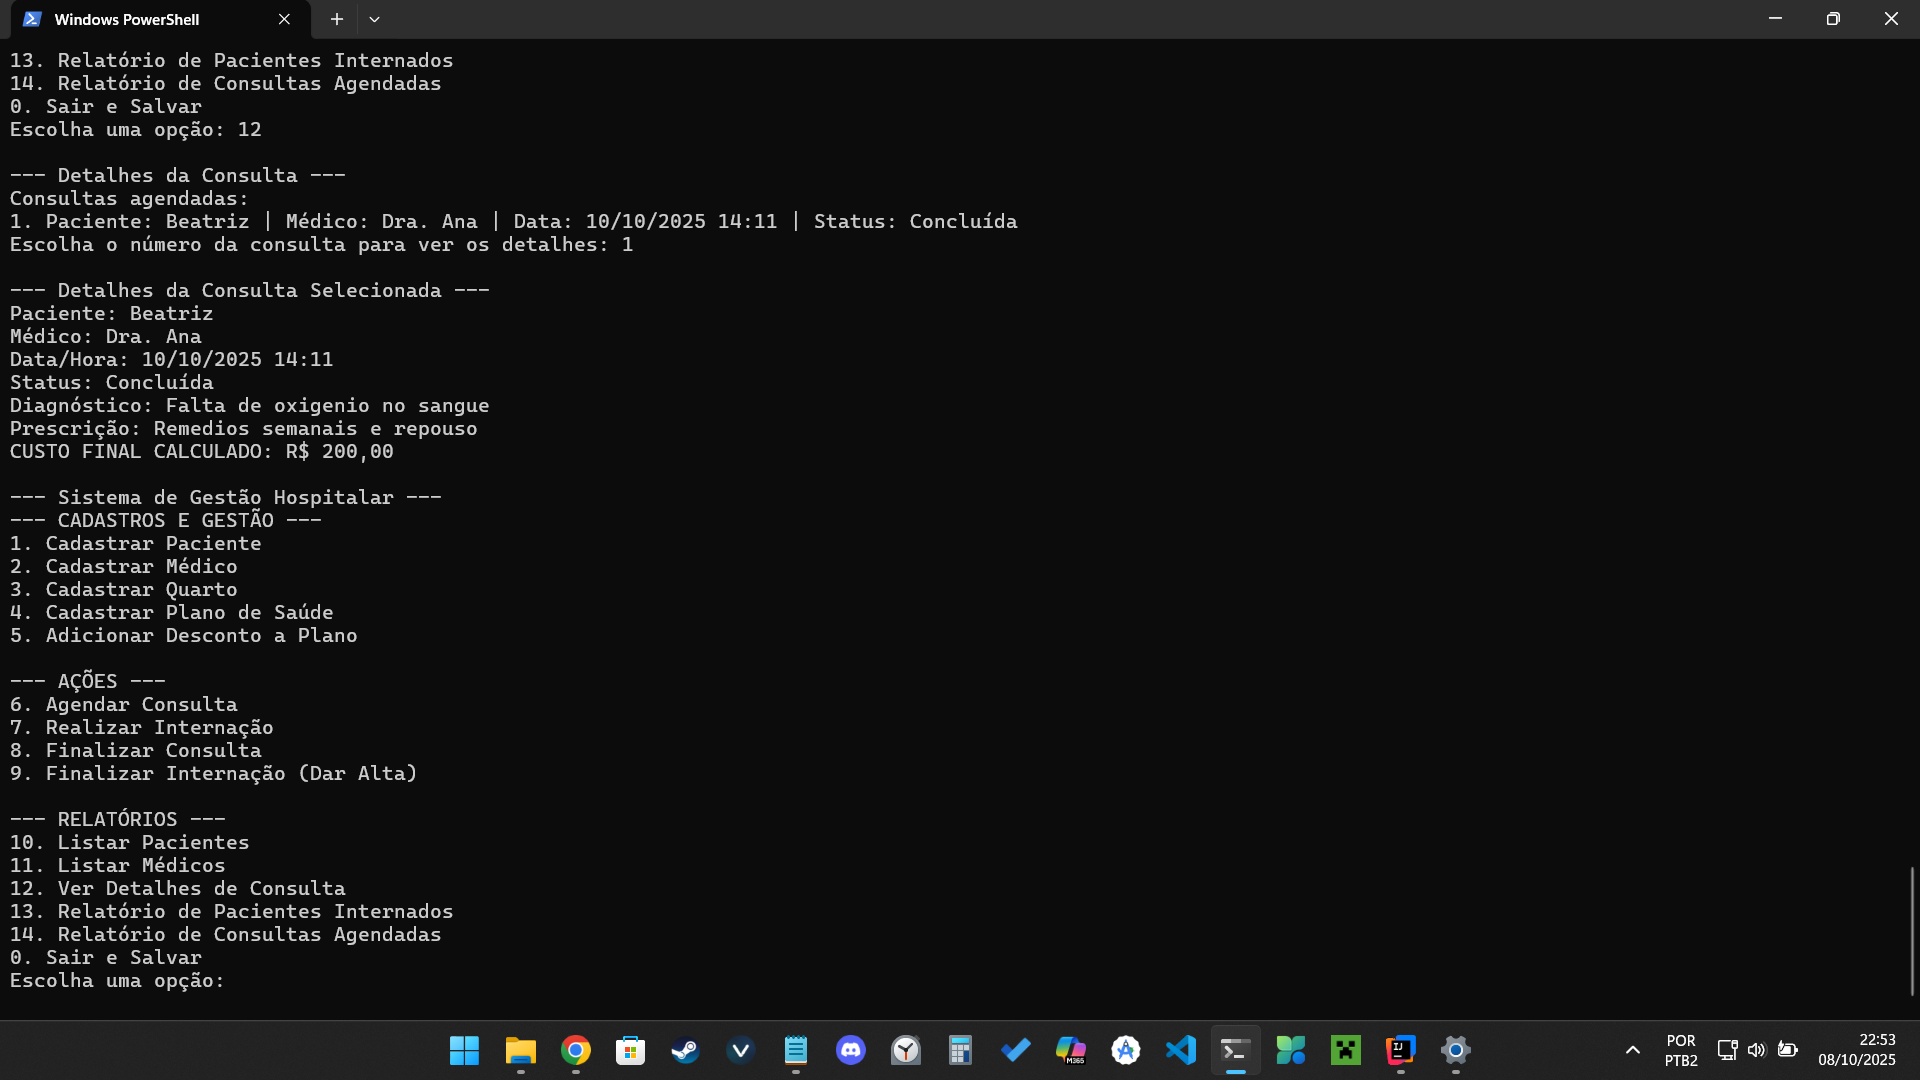 Windows PowerShell
13. Relatório de Pacientes Internados
14. Relatório de Consultas Agendadas
0. Sair e Salvar
Escolha uma opção: 12
--- Detalhes da Consulta ---
Consultas agendadas:
1. Paciente: Beatriz | Médico: Dra. Ana | Data: 10/10/2025 14:11 | Status: Concluída
Escolha o número da consulta para ver os detalhes: 1
--- Detalhes da Consulta Selecionada ---
Paciente: Beatriz
Médico: Dra. Ana
Data/Hora: 10/10/2025 14:11
Status: Concluída
Diagnóstico: Falta de oxigenio no sangue
Prescrição: Remedios semanais e repouso
CUSTO FINAL CALCULADO: R$ 200,00
--- Sistema de Gestão Hospitalar ---
--- CADASTROS E GESTÃO ---
1. Cadastrar Paciente
2. Cadastrar Médico
3. Cadastrar Quarto
4. Cadastrar Plano de Saúde
5. Adicionar Desconto a Plano
--- AÇÕES ---
6. Agendar Consulta
7. Realizar Internação
8. Finalizar Consulta
9. Finalizar Internação (Dar Alta)
--- RELATÓRIOS ---
10. Listar Pacientes
11. Listar Médicos
12. Ver Detalhes de Consulta
13. Relatório de Pacientes Internados
14. Relatório de Consultas Agendadas
0. Sair e Salvar
Escolha uma opção:
M365
IJ
POR
PTB2
22:53
08/10/2025